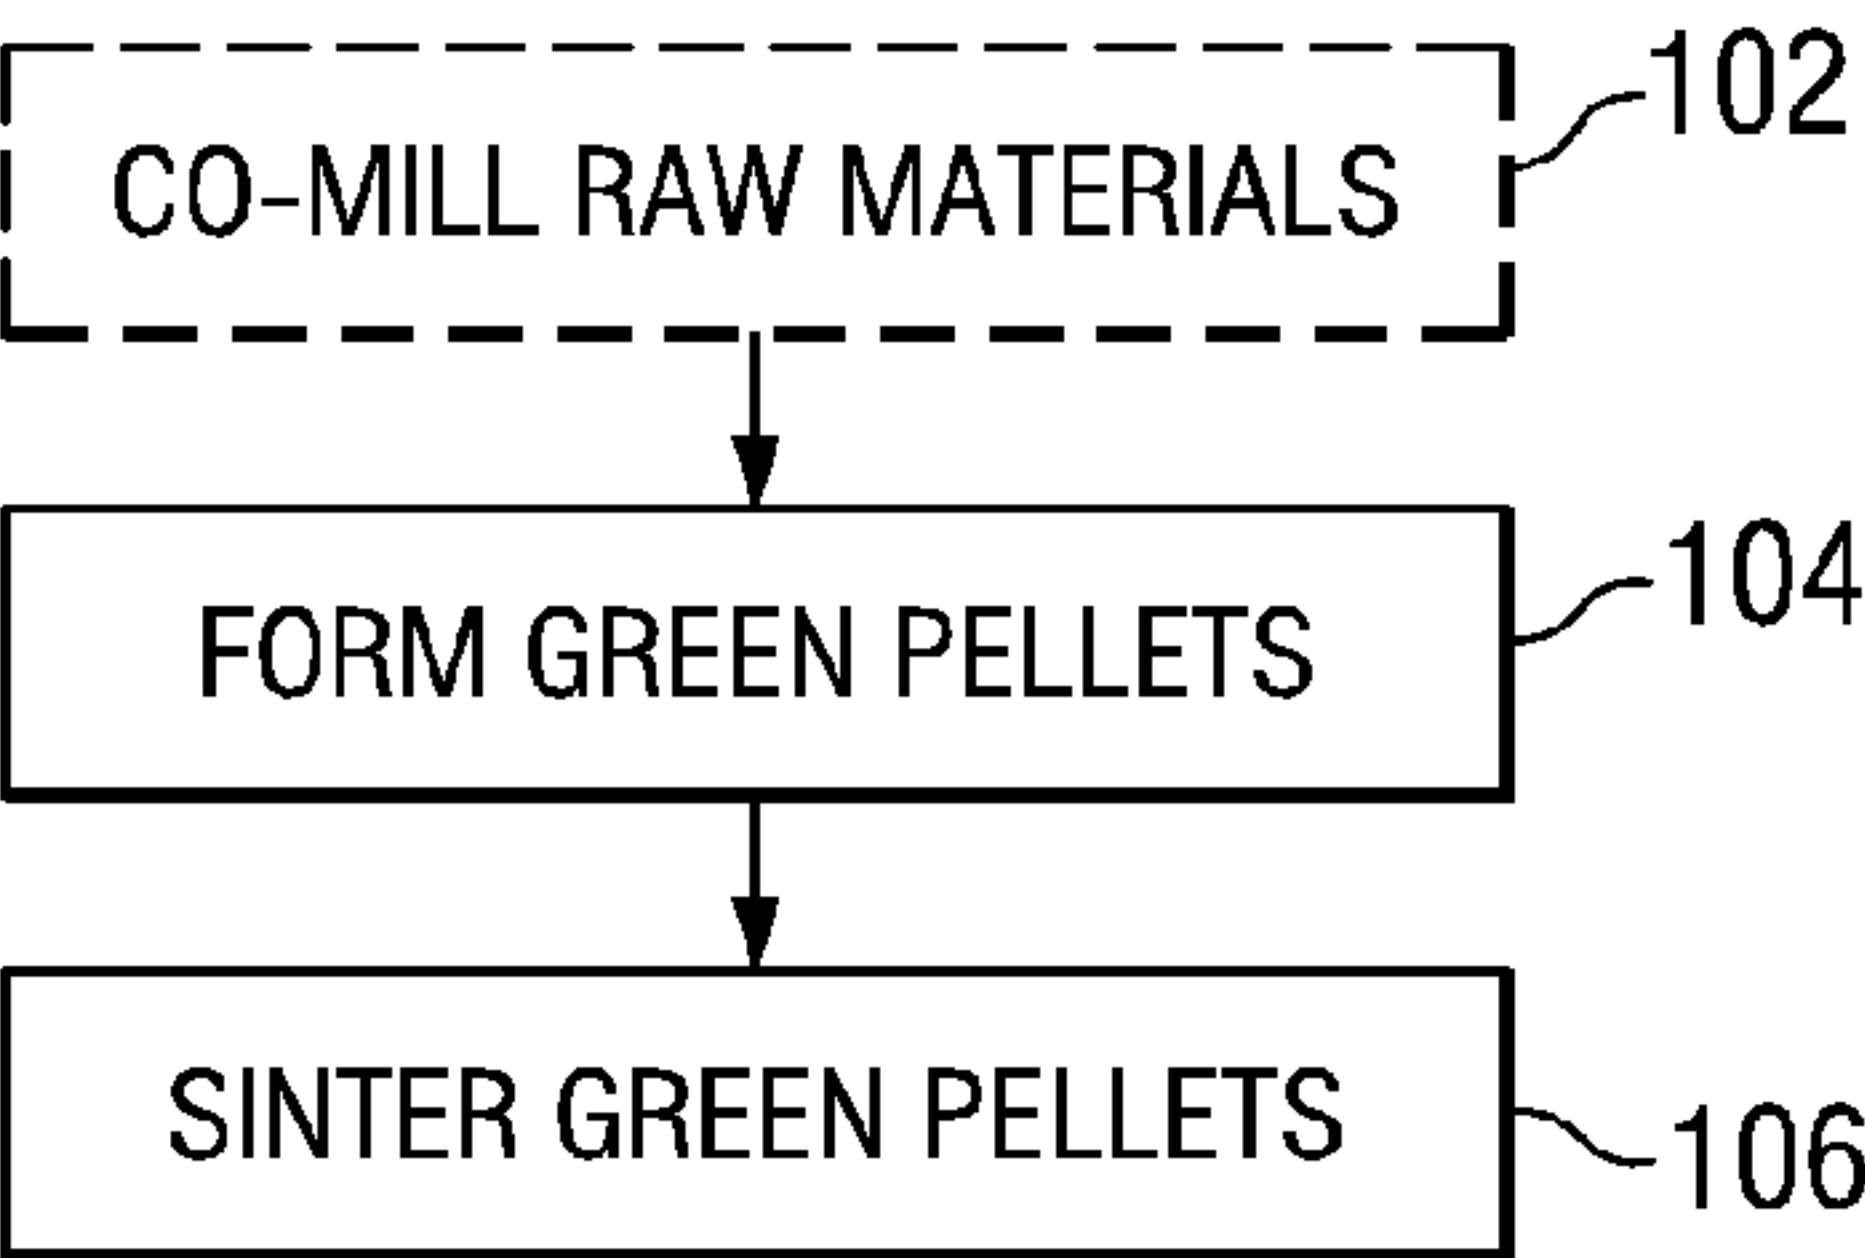 CO-MILL RAW MATERIALS
102
FORM GREEN PELLETS
104
SINTER GREEN PELLETS
106